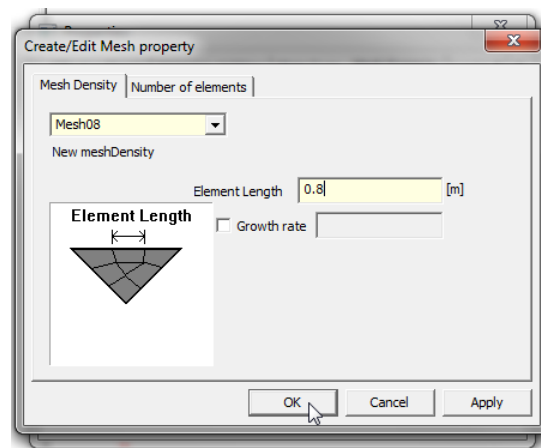 Create/Edit Mesh property
Mesh Density
Number of elements
Mesh08
New meshDensity
Element Length
0.8
[m]
Element Length
Growth rate
OK
Cancel
Apply